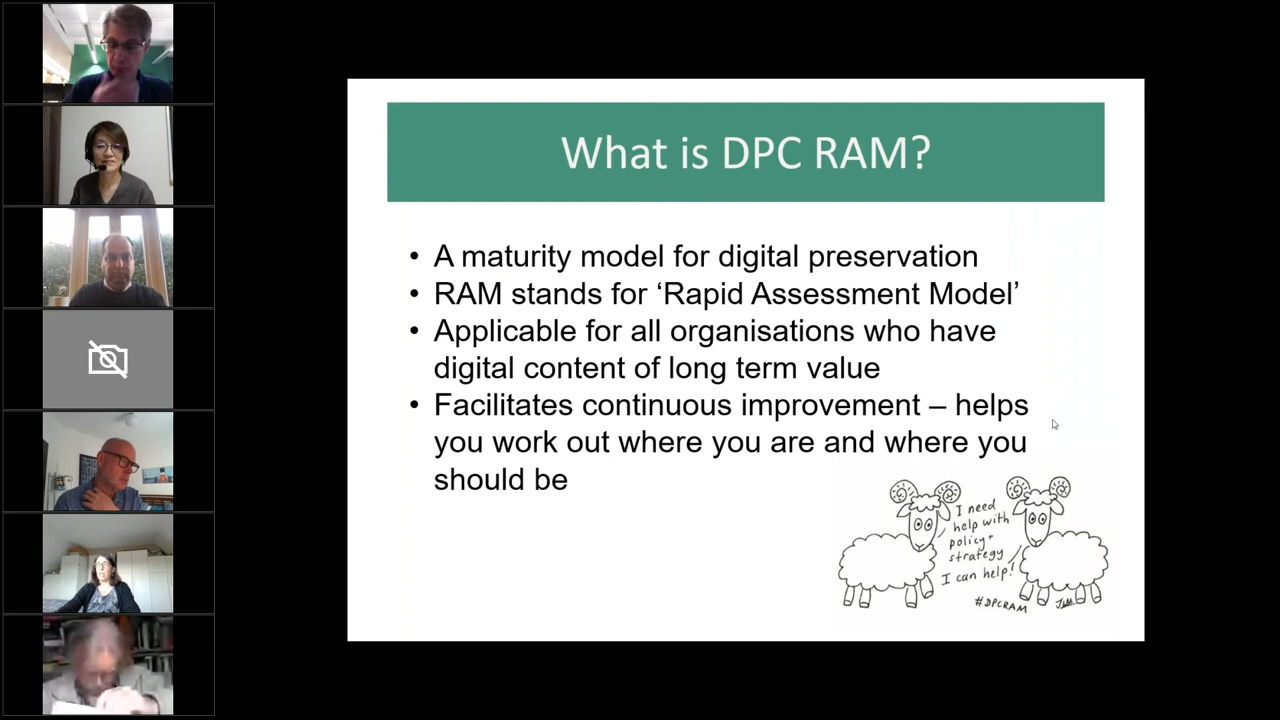 What is DPC RAM?
• A maturity model for digital preservation
• RAM stands for ‘Rapid Assessment Model’
• Applicable for all organisations who have
digital content of long term value
• Facilitates continuous improvement – helps
you work out where you are and where you
should be
I need
help with
policy +
strategy
I can help!
#DPCRAM